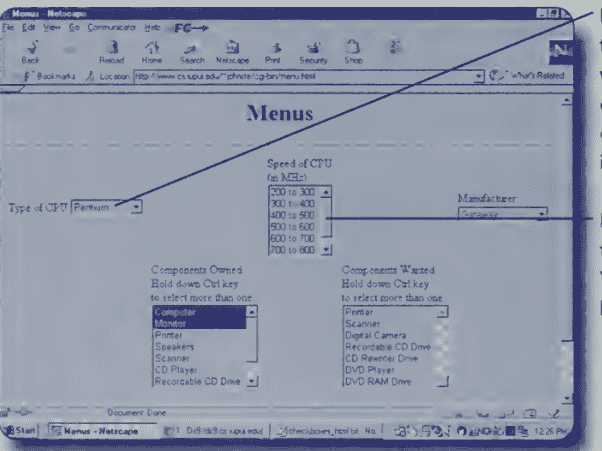 Menus - Netscape
File Edit View Go Communicator Help
Back Reload Home Search Netscape Print Security Shop
Bookmarks Location What's Related
Menus
Speed of CPU
(in MHz)
Type of CPU Pentium
200 to 300
300 to 400
400 to 500
500 to 600
600 to 700
700 to 800
Manufacturer
Gateway
Components Owned
Hold down Ctrl key
to select more than one
Computer
Monitor
Printer
Speakers
Scanner
CD Player
Recordable CD Drive
Components Wanted
Hold down Ctrl key
to select more than one
Printer
Scanner
Digital Camera
Recordable CD Drive
CD Rewriter Drive
DVD Player
DVD RAM Drive
Document Done
Start Menus - Netscape 12:26 PM